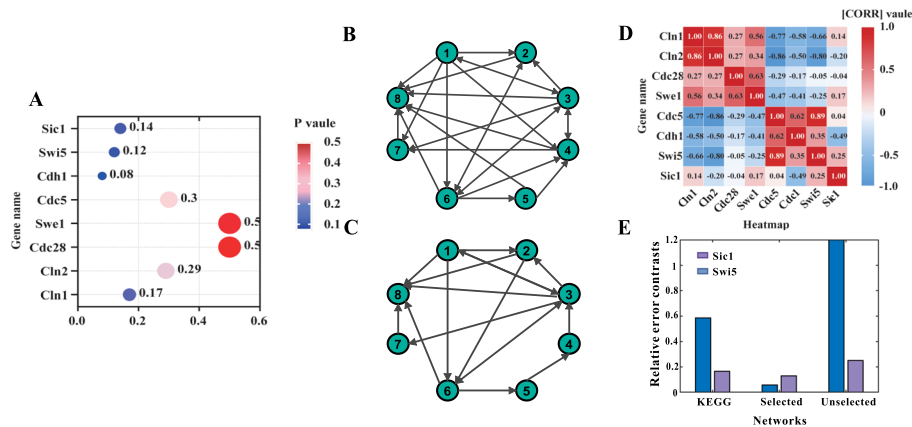 A
Gene name
Sic1
Swi5
Cdh1
Cdc5
Swe1
Cdc28
Cln2
Cln1
0.14
0.12
0.08
0.3
0.5
0.5
0.29
0.17
0.0 0.2 0.4 0.6
P vaule
0.5
0.4
0.3
0.2
0.1
B
1 2
8 3
7 4
6 5
C
1 2
8 3
7 4
6 5
D
[CORR] vaule
Gene name
Cln1 1.00 0.86 0.27 0.56 -0.77 -0.58 -0.66 0.14
Cln2 0.86 1.00 0.27 0.34 -0.86 -0.50 -0.80 -0.20
Cdc28 0.27 0.27 1.00 0.63 -0.29 -0.17 -0.05 -0.04
Swe1 0.56 0.34 0.63 1.00 -0.47 -0.41 -0.25 0.17
Cdc5 -0.77 -0.86 -0.29 -0.47 1.00 0.62 0.89 0.04
Cdh1 -0.58 -0.50 -0.17 -0.41 0.62 1.00 0.35 -0.49
Swi5 -0.66 -0.80 -0.05 -0.25 0.89 0.35 1.00 0.25
Sic1 0.14 -0.20 -0.04 0.17 0.04 -0.49 0.25 1.00
Cln1 Cln2 Cdc28 Swe1 Cdc5 Cdc1 Swi5 Sic1
Heatmap
1.0
0.5
0.0
-0.5
-1.0
E
Relative error contrasts
1.2
1
0.8
0.6
0.4
0.2
0
Sic1
Swi5
KEGG Selected Unselected
Networks